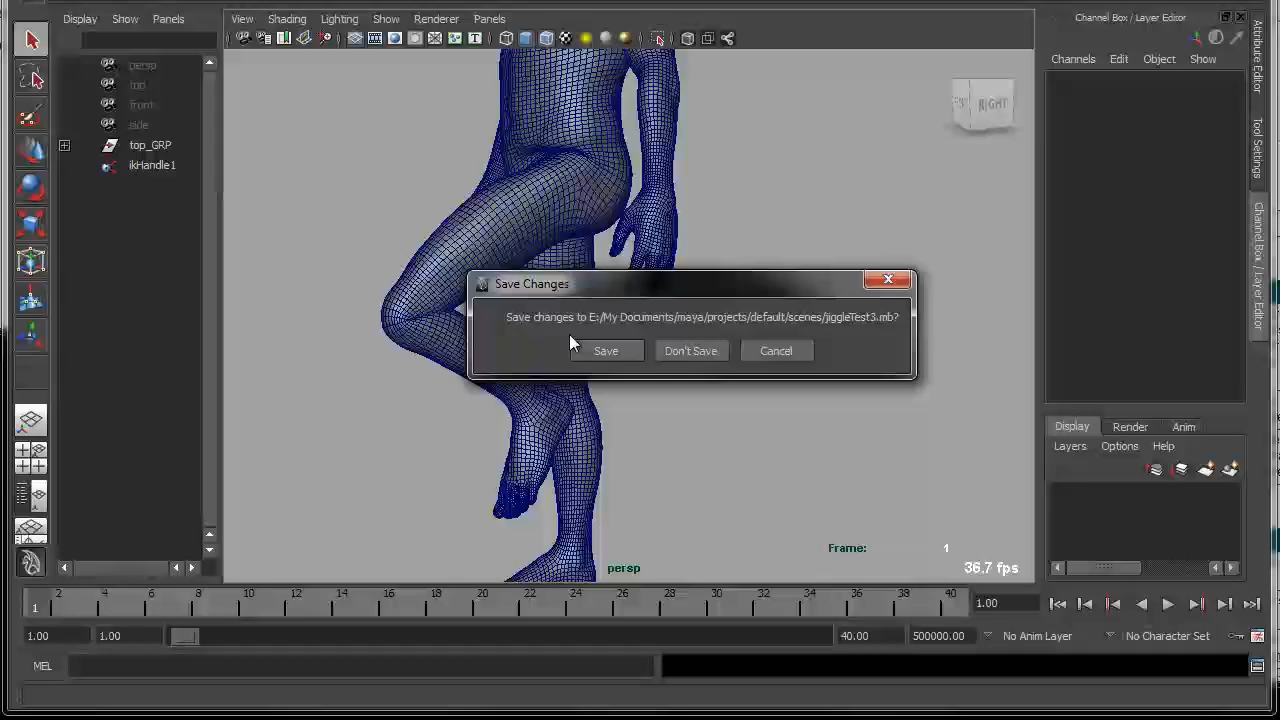 Display Show Panels
View Shading Lighting Show Renderer Panels
Channel Box / Layer Editor
Channels Edit Object Show
persp
top
front
side
top_GRP
ikHandle1
RIGHT
Attribute Editor
Tool Settings
Channel Box / Layer Editor
Save Changes
Save changes to E:/My Documents/maya/projects/default/scenes/jiggleTest3.mb?
Save Don't Save Cancel
Display Render Anim
Layers Options Help
Frame: 1
persp
36.7 fps
1 2 4 6 8 10 12 14 16 18 20 22 24 26 28 30 32 34 36 38 40 1.00
1.00 1.00 40.00 500000.00 No Anim Layer No Character Set
MEL